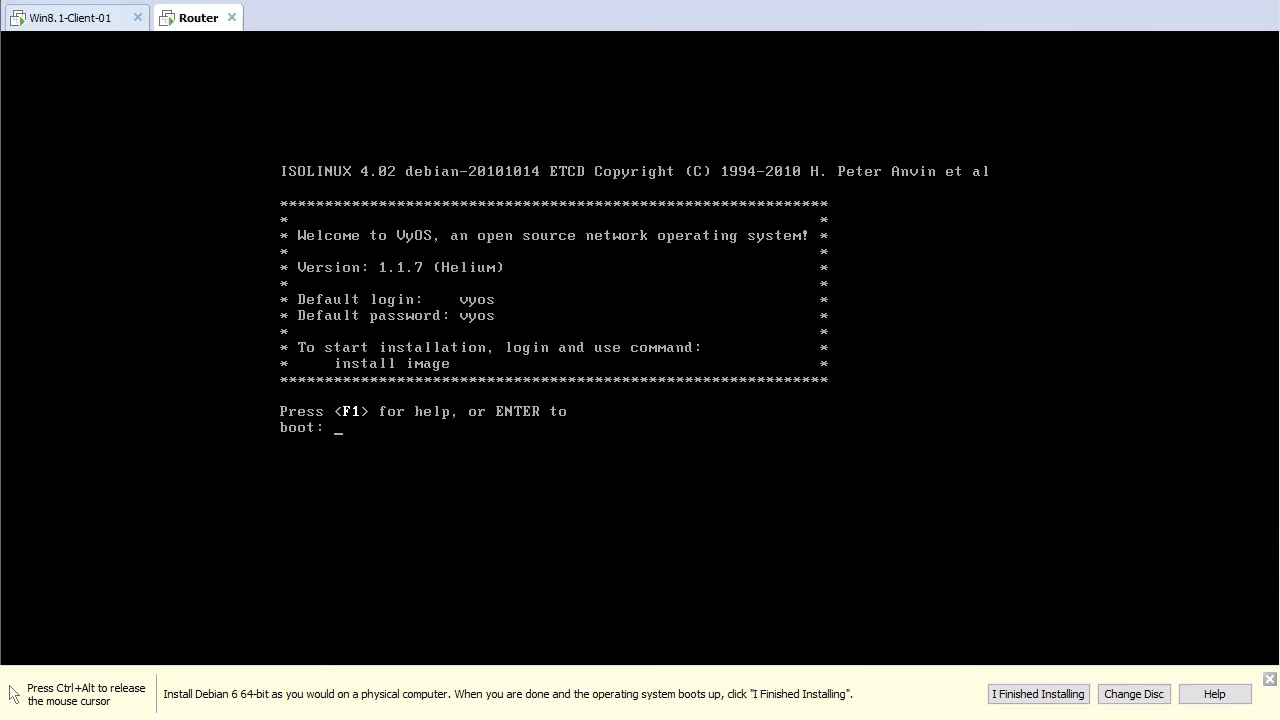 Win8.1-Client-01
Router
ISOLINUX 4.02 debian-20101014 ETCD Copyright (C) 1994-2010 H. Peter Anvin et al
*************************************************************
* *
* Welcome to VyOS, an open source network operating system! *
* *
* Version: 1.1.7 (Helium) *
* *
* Default login: vyos *
* Default password: vyos *
* *
* To start installation, login and use command: *
* install image *
*************************************************************
Press <F1> for help, or ENTER to
boot: _
Press Ctrl+Alt to release
the mouse cursor
Install Debian 6 64-bit as you would on a physical computer. When you are done and the operating system boots up, click "I Finished Installing".
I Finished Installing
Change Disc
Help